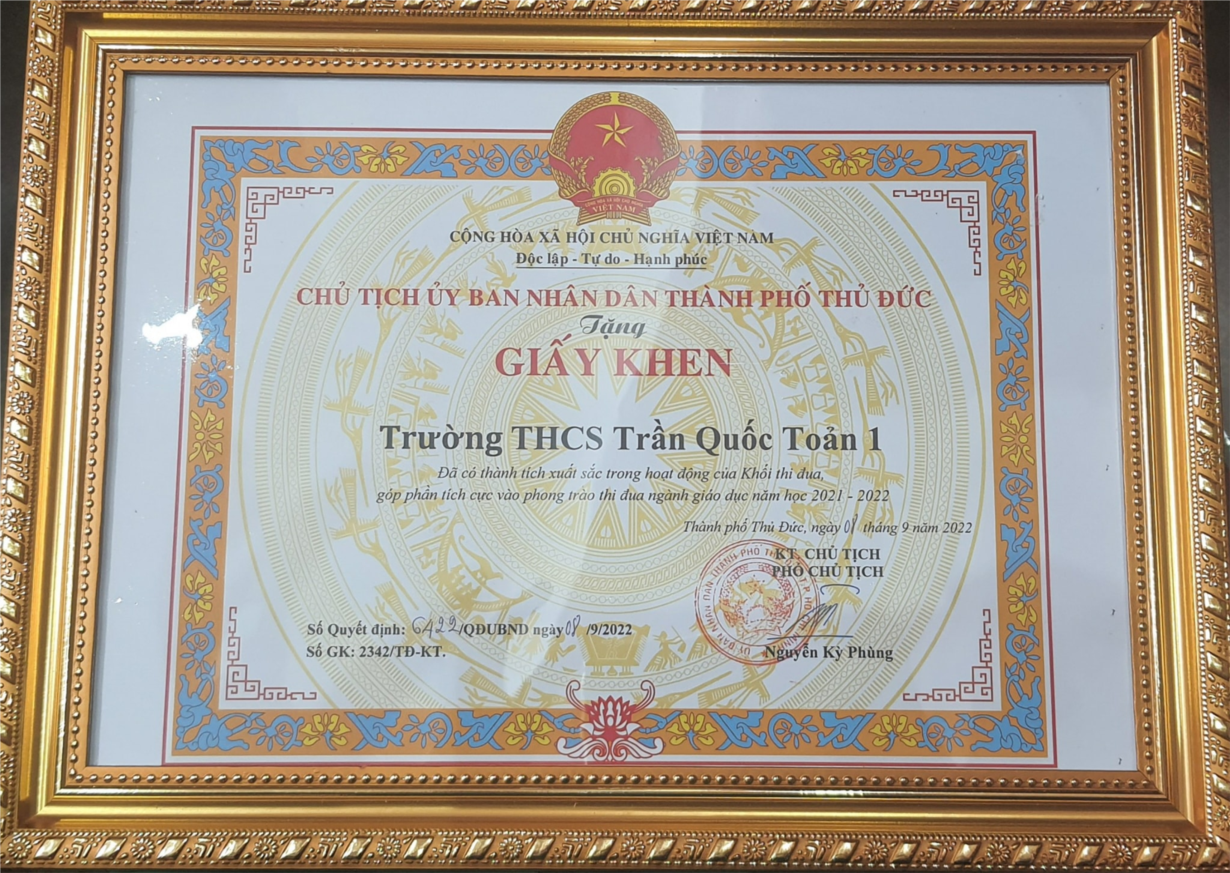 VIỆT NAM
CỘNG HÒA XÃ HỘI CHỦ NGHĨA VIỆT NAM
Độc lập - Tự do - Hạnh phúc
CHỦ TỊCH ỦY BAN NHÂN DÂN THÀNH PHỐ THỦ ĐỨC
Tặng
GIẤY KHEN
Trường THCS Trần Quốc Toản 1
Đã có thành tích xuất sắc trong hoạt động của Khối thi đua,
góp phần tích cực vào phong trào thi đua ngành giáo dục năm học 2021 - 2022
Thành phố Thủ Đức, ngày 08 tháng 9 năm 2022
KT. CHỦ TỊCH
PHÓ CHỦ TỊCH
Số Quyết định: 6422/QĐUBND ngày 08 /9/2022
Số GK: 2342/TĐ-KT.
Nguyễn Kỳ Phùng